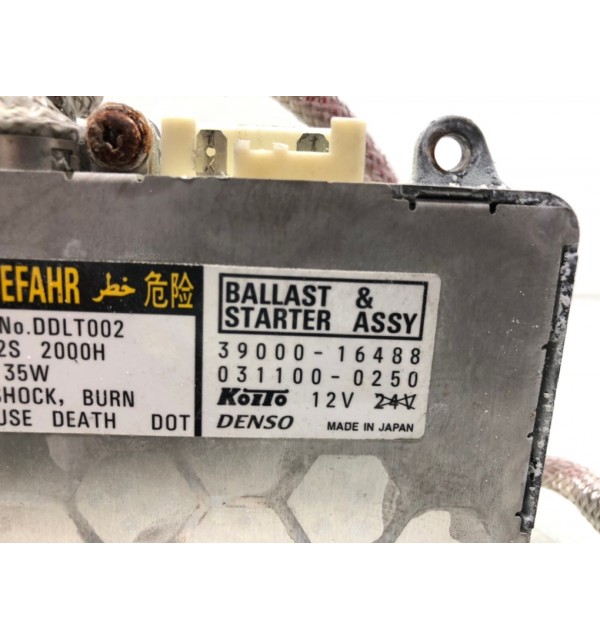 EFAHR خطر 危险
No.DDLT002
2S 2000H
35W
SHOCK, BURN
USE DEATH DOT
BALLAST &
STARTER ASSY
39000-16488
031100-0250
KOITO 12V 24V
DENSO MADE IN JAPAN